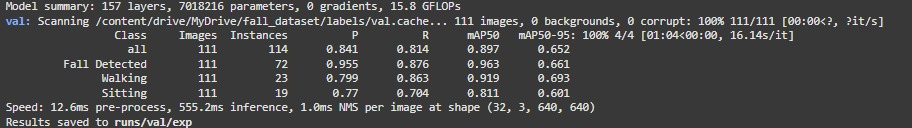 Model summary: 157 layers, 7018216 parameters, 0 gradients, 15.8 GFLOPs
val: Scanning /content/drive/MyDrive/fall_dataset/labels/val.cache... 111 images, 0 backgrounds, 0 corrupt: 100% 111/111 [00:00<?, ?it/s]
Class Images Instances P R mAP50 mAP50-95: 100% 4/4 [01:04<00:00, 16.14s/it]
all 111 114 0.841 0.814 0.897 0.652
Fall Detected 111 72 0.955 0.876 0.963 0.661
Walking 111 23 0.799 0.863 0.919 0.693
Sitting 111 19 0.77 0.704 0.811 0.601
Speed: 12.6ms pre-process, 555.2ms inference, 1.0ms NMS per image at shape (32, 3, 640, 640)
Results saved to runs/val/exp